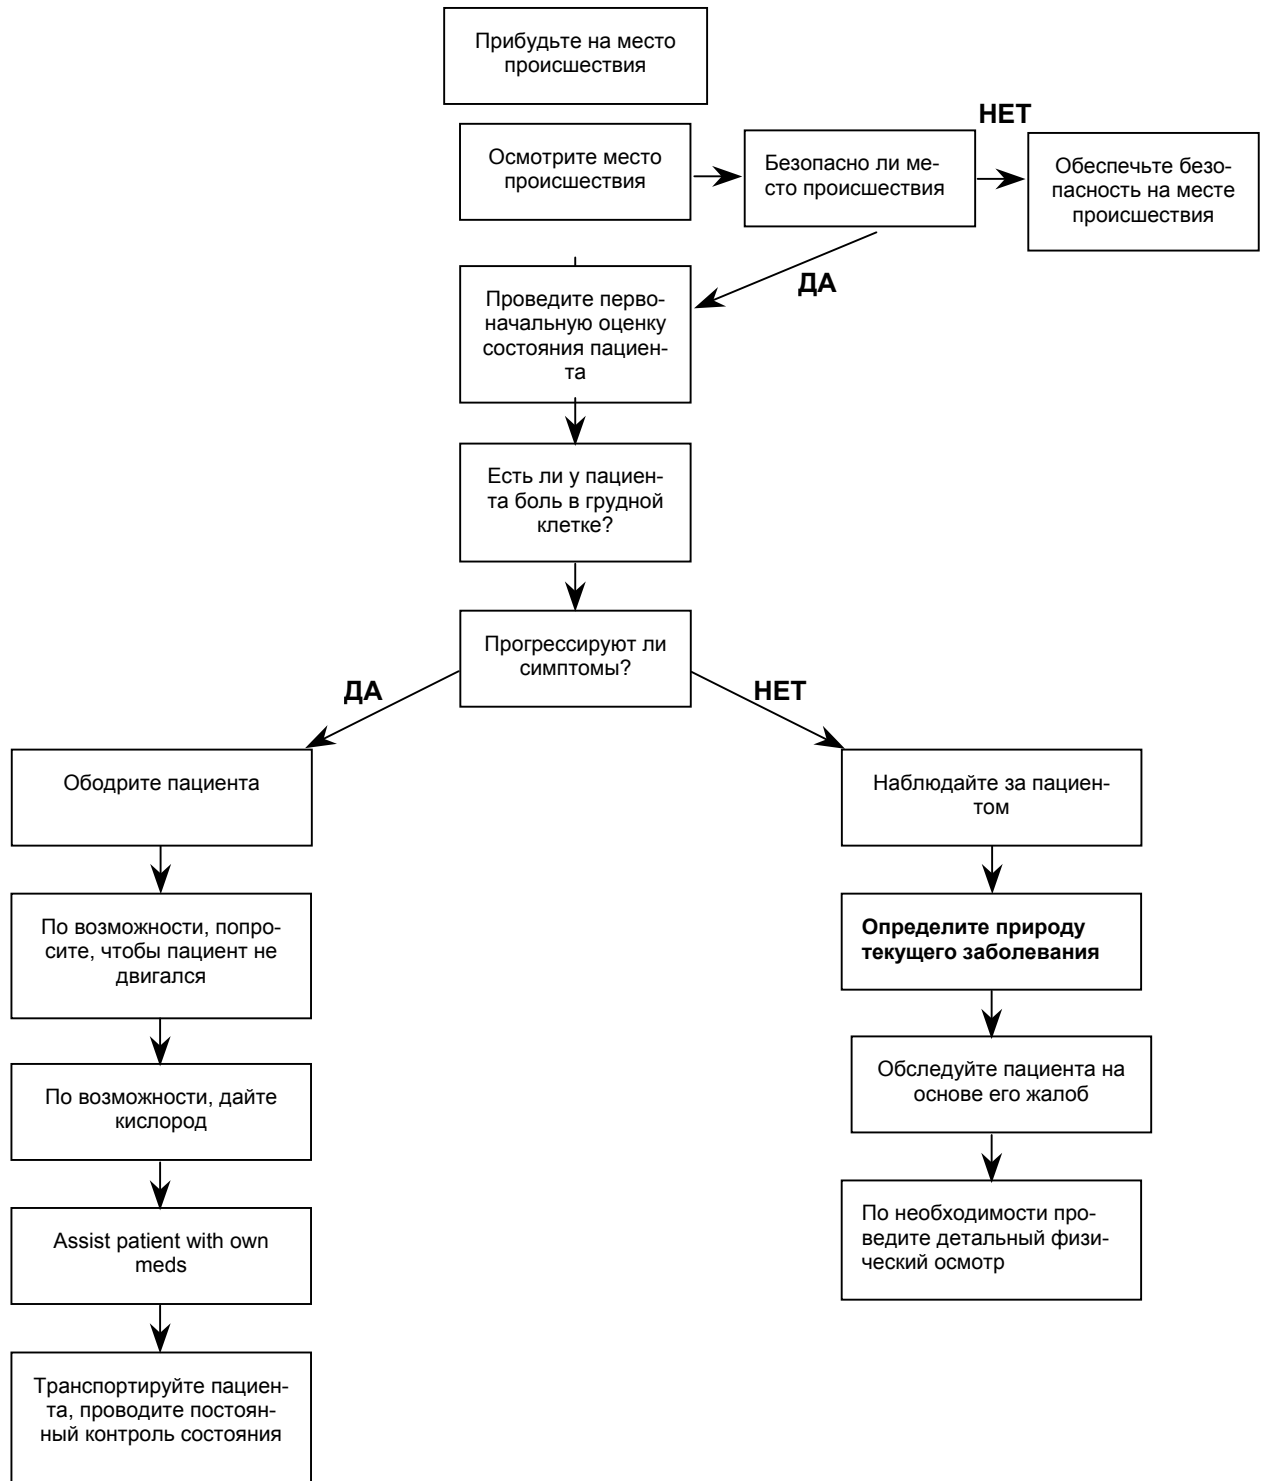 Прибудьте на место
происшествия
Осмотрите место
происшествия
Безопасно ли ме-
сто происшествия
НЕТ
Обеспечьте безо-
пасность на месте
происшествия
ДА
Проведите перво-
начальную оценку
состояния пациен-
та
Есть ли у пациен-
та боль в грудной
клетке?
Прогрессируют ли
симптомы?
ДА
НЕТ
Ободрите пациента
По возможности, попро-
сите, чтобы пациент не
двигался
По возможности, дайте
кислород
Assist patient with own
meds
Транспортируйте пациен-
та, проводите постоян-
ный контроль состояния
Наблюдайте за пациен-
том
Определите природу
текущего заболевания
Обследуйте пациента на
основе его жалоб
По необходимости про-
ведите детальный физи-
ческий осмотр